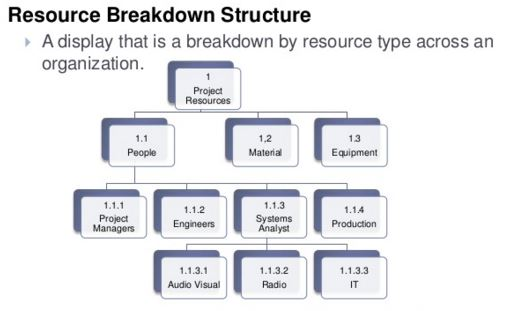 Resource Breakdown Structure
A display that is a breakdown by resource type across an
organization.
1
Project
Resources
1.1
People
1,2
Material
1.3
Equipment
1.1.1
Project
Managers
1.1.2
Engineers
1.1.3
Systems
Analyst
1.1.4
Production
1.1.3.1
Audio Visual
1.1.3.2
Radio
1.1.3.3
IT